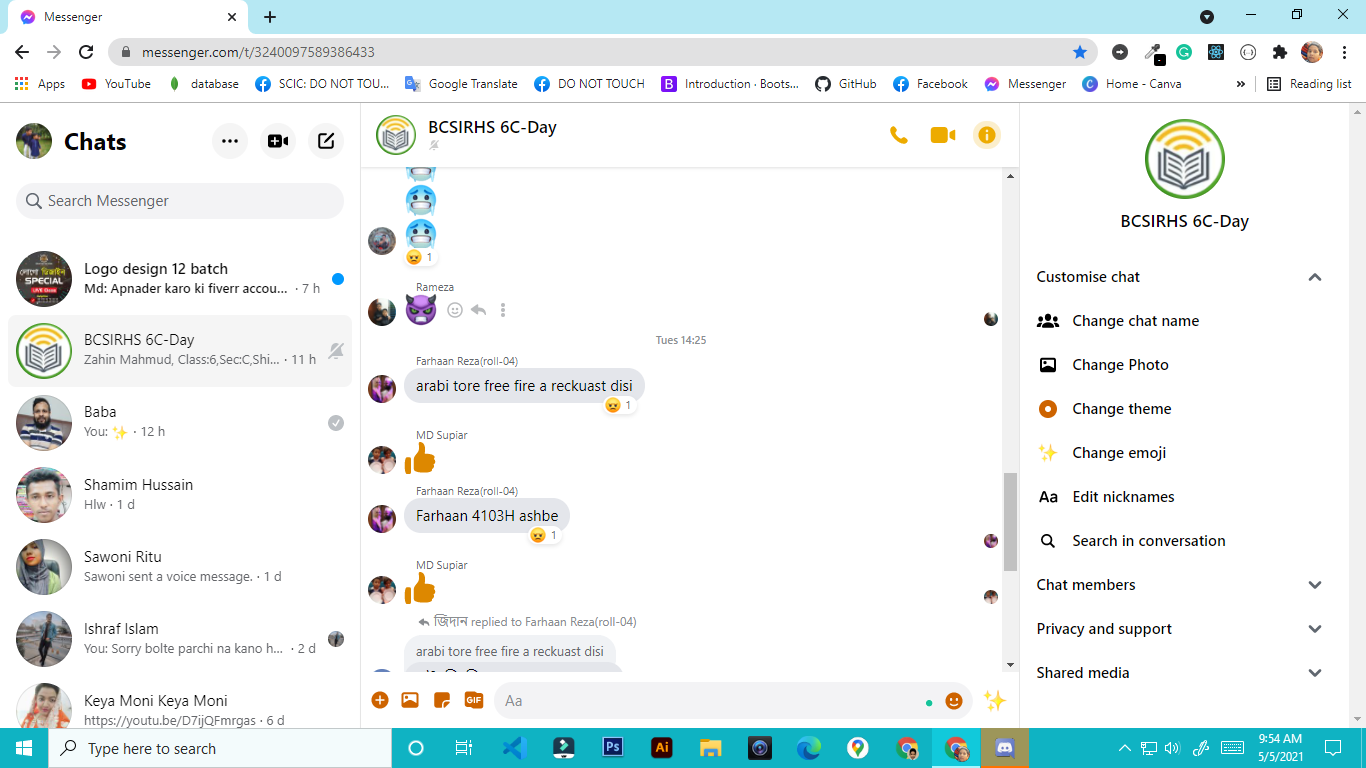 Messenger
messenger.com/t/3240097589386433
Apps
YouTube
database
SCIC: DO NOT TOU...
Google Translate
DO NOT TOUCH
Introduction · Boots...
GitHub
Facebook
Messenger
Home - Canva
Reading list
Chats
Search Messenger
Logo design 12 batch
Md: Apnader karo ki fiverr accou... · 7 h
BCSIRHS 6C-Day
Zahin Mahmud, Class:6,Sec:C,Shi... · 11 h
Baba
You: ✨ · 12 h
Shamim Hussain
Hlw · 1 d
Sawoni Ritu
Sawoni sent a voice message. · 1 d
Ishraf Islam
You: Sorry bolte parchi na kano h... · 2 d
Keya Moni Keya Moni
https://youtu.be/D7ijQFmrgas · 6 d
BCSIRHS 6C-Day
1
Rameza
Tues 14:25
Farhaan Reza(roll-04)
arabi tore free fire a reckuast disi
1
MD Supiar
Farhaan Reza(roll-04)
Farhaan 4103H ashbe
1
MD Supiar
জিদান replied to Farhaan Reza(roll-04)
arabi tore free fire a reckuast disi
GIF
Aa
BCSIRHS 6C-Day
Customise chat
Change chat name
Change Photo
Change theme
Change emoji
Aa Edit nicknames
Search in conversation
Chat members
Privacy and support
Shared media
Type here to search
Ps
Ai
9:54 AM
5/5/2021